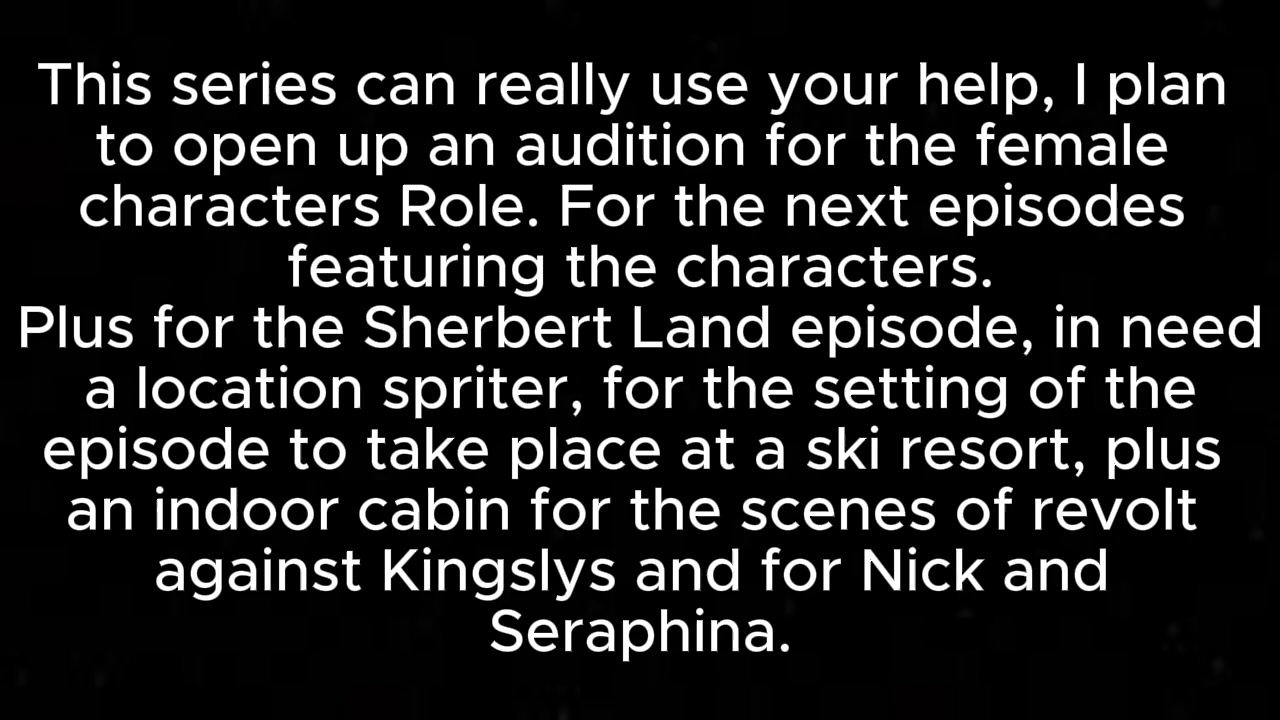 This series can really use your help, I plan
to open up an audition for the female
characters Role. For the next episodes
featuring the characters.
Plus for the Sherbert Land episode, in need
a location spriter, for the setting of the
episode to take place at a ski resort, plus
an indoor cabin for the scenes of revolt
against Kingslys and for Nick and
Seraphina.